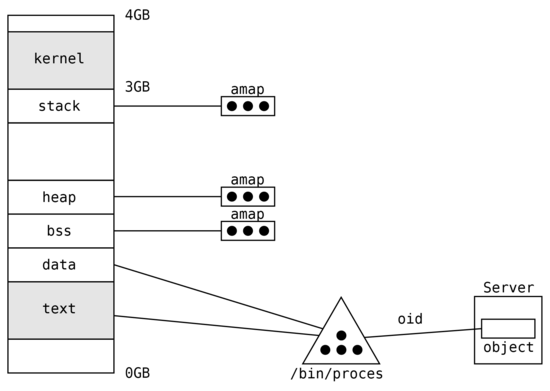 4GB
kernel
3GB
stack
amap
heap
amap
bss
amap
data
text
0GB
/bin/proces
oid
Server
object